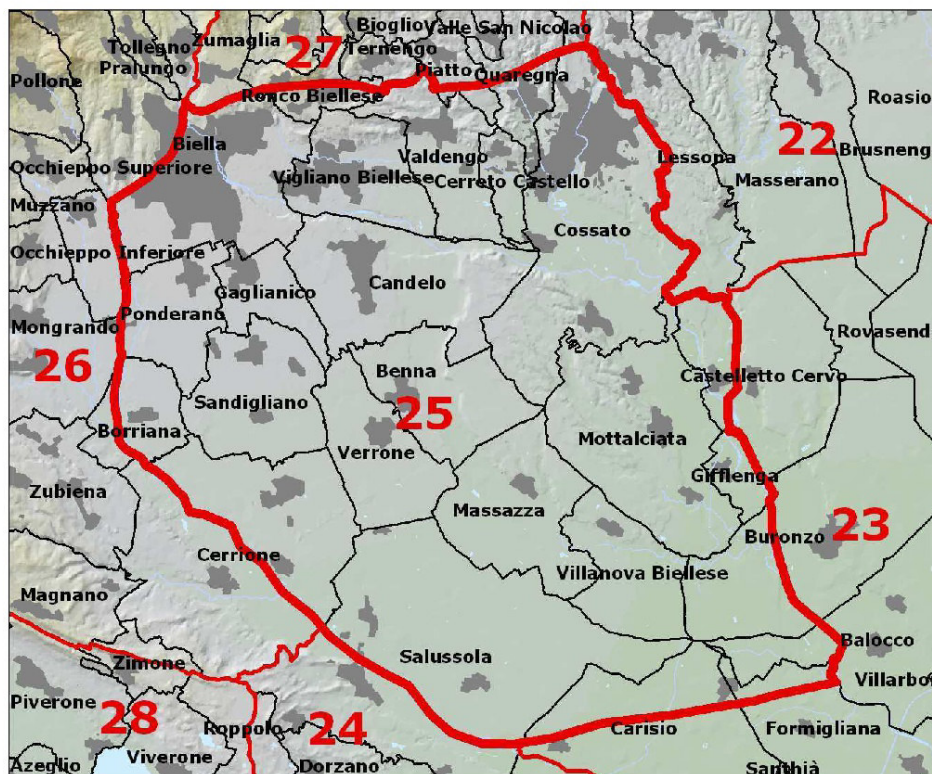 Bioglio Valle San Nicolao
Tollegno Zumaglia 27 Ternengo
Pralungo Piatto Quaregna
Pollone Ronco Biellese Roasio
Biella 22 Brusneng
Occhieppo Superiore Vigliano Biellese Valdengo Cerreto Castello Lessona Masserano
Muzzano
Occhieppo Inferiore Cossato
Gaglianico Candelo
Mongrando Ponderano Rovasend
26 Benna Castelletto Cervo
Sandigliano 25
Borriana Verrone Mottalciata
Zubiena Massazza Gifflenga
Cerrione Villanova Biellese Buronzo 23
Magnano
Zimone Salussola Balocco
Piverone 28 Villarbo
Roppolo 24 Carisio Formigliana
Azeglio Viverone Dorzano Santhià